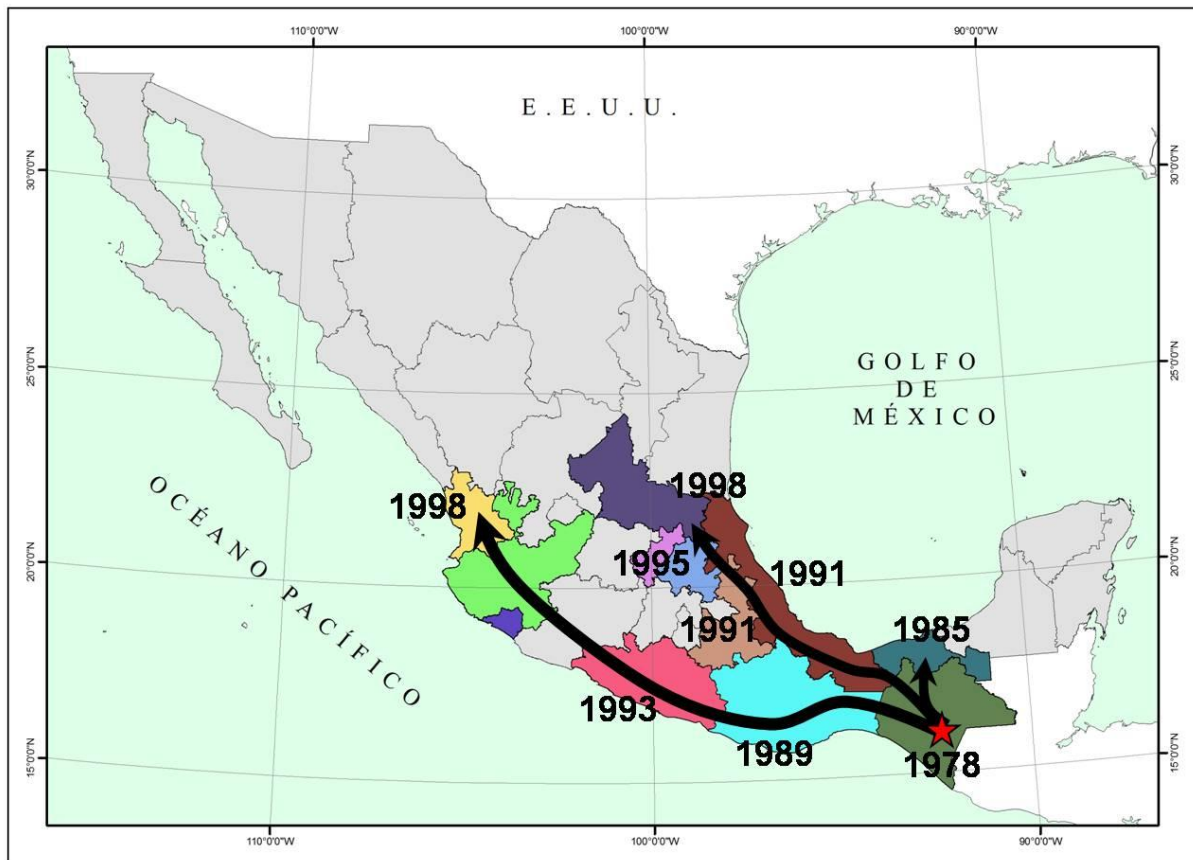 110°0'0"W
100°0'0"W
90°0'0"W
E.E.U.U.
30°0'0"N
30°0'0"N
25°0'0"N
25°0'0"N
GOLFO
DE
MÉXICO
OCÉANO PACÍFICO
1998
1998
20°0'0"N
20°0'0"N
1995
1991
1991
1985
1993
1989
1978
15°0'0"N
15°0'0"N
110°0'0"W
100°0'0"W
90°0'0"W